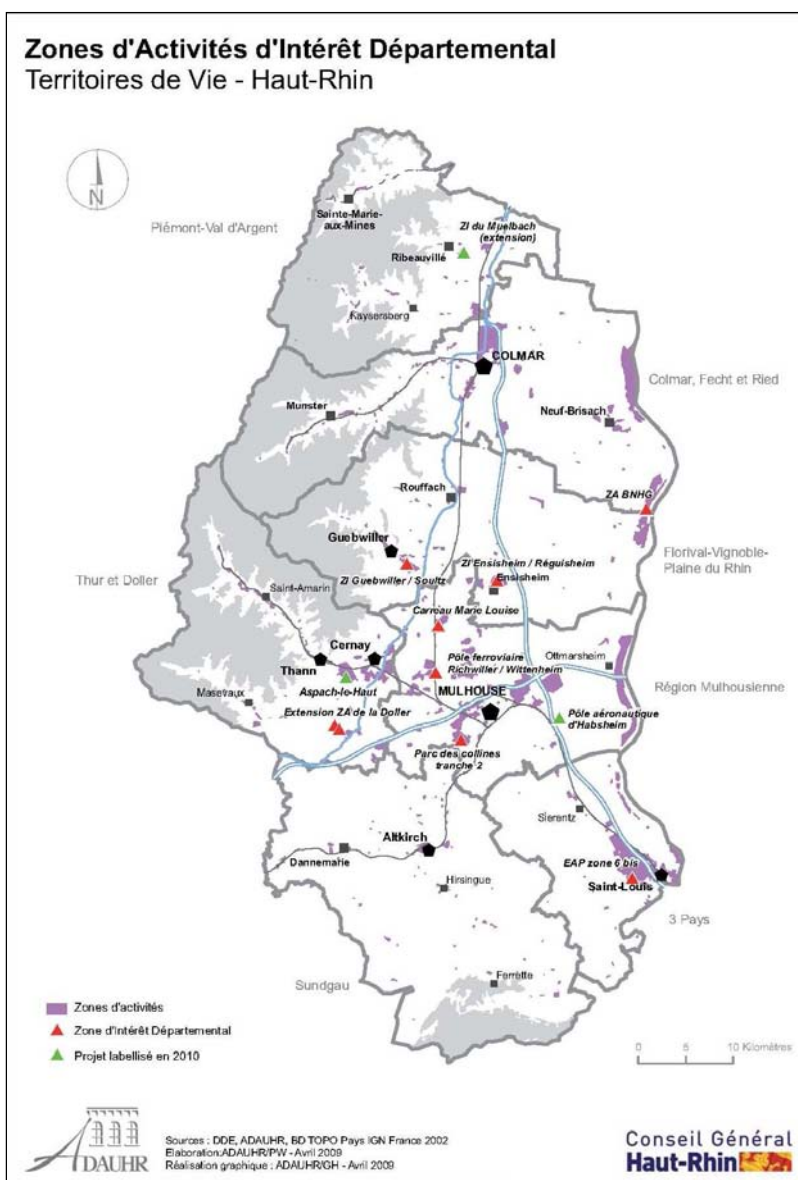 Zones d'Activités d'Intérêt Départemental
Territoires de Vie - Haut-Rhin
N
Piémont-Val d'Argent
Sainte-Marie-
aux-Mines
ZI du Muelbach
(extension)
Ribeauvillé
Kaysersberg
COLMAR
Colmar, Fecht et Ried
Munster
Neuf-Brisach
Rouffach
ZA BNHG
Guebwiller
Florival-Vignoble-
Plaine du Rhin
ZI Guebwiller / Soultz
ZI Ensisheim / Réguisheim
Ensisheim
Thur et Doller
Saint-Amarin
Carreau Marie Louise
Cernay
Thann
Pôle ferroviaire
Richwiller / Wittenheim
Ottmarsheim
Région Mulhousienne
Aspach-le-Haut
MULHOUSE
Masevaux
Extension ZA de la Doller
Pôle aéronautique
d'Habsheim
Parc des collines
tranche 2
Sierentz
Altkirch
Dannemarie
EAP zone 6 bis
Hirsingue
Saint-Louis
3 Pays
Sundgau
Ferrette
Zones d'activités
Zone d'Intérêt Départemental
Projet labellisé en 2010
0 5 10 Kilomètres
ADAUHR
Sources : DDE, ADAUHR, BD TOPO Pays IGN France 2002
Elaboration:ADAUHR/PW - Avril 2009
Réalisation graphique : ADAUHR/GH - Avril 2009
Conseil Général
Haut-Rhin